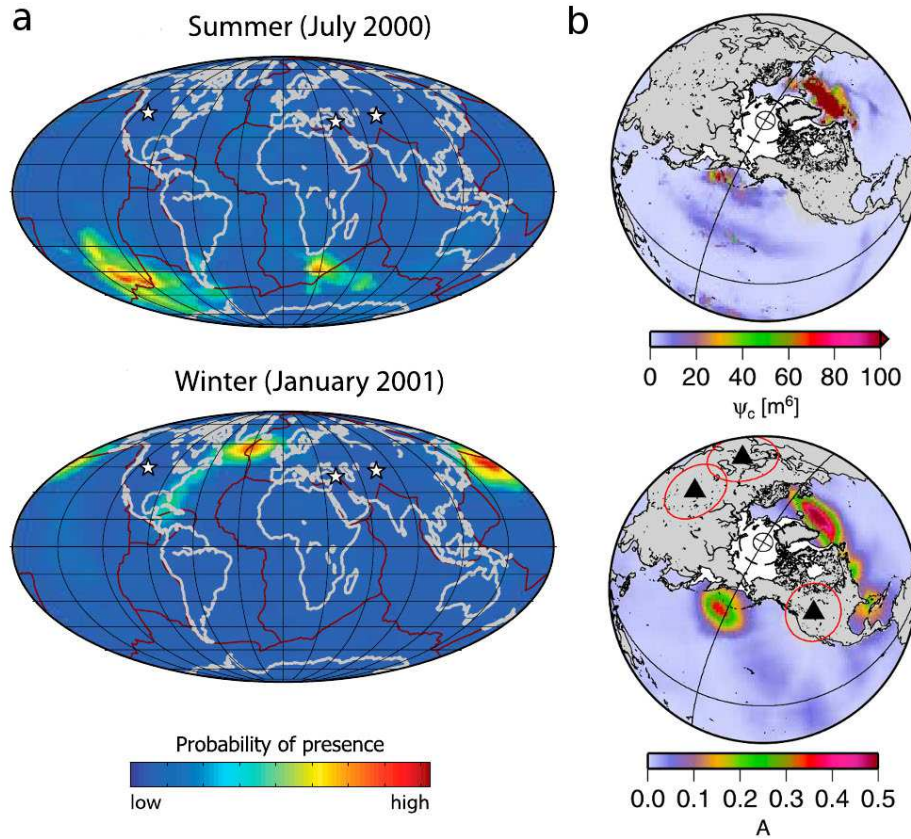 a
Summer (July 2000)
Winter (January 2001)
Probability of presence
low
high
b
0 20 40 60 80 100
ψc [m⁶]
0.0 0.1 0.2 0.3 0.4 0.5
A